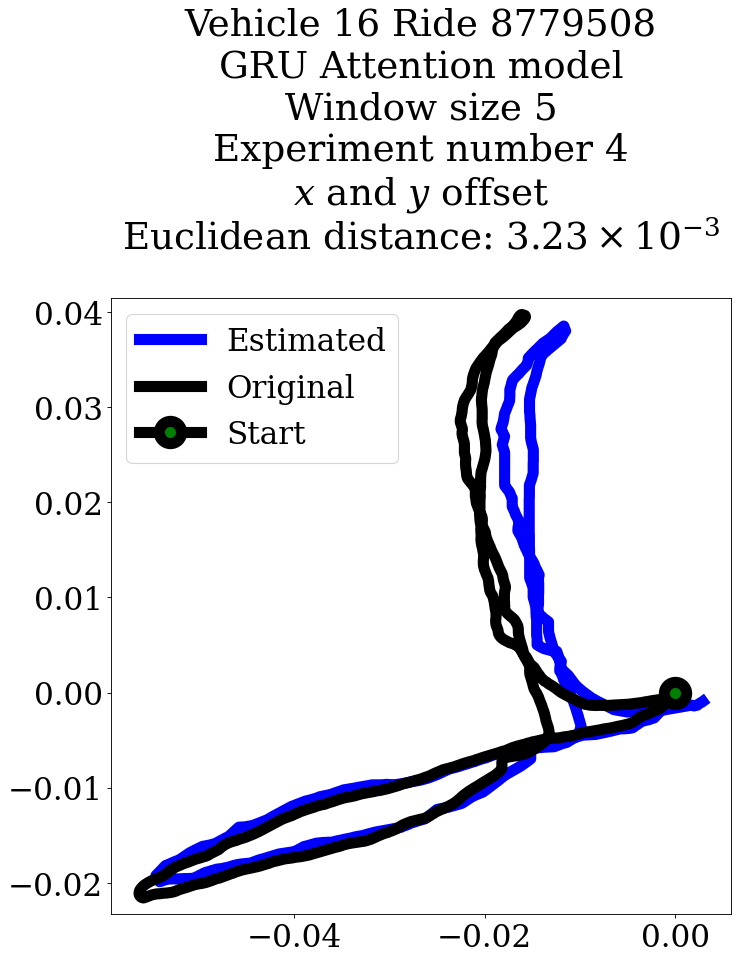 Vehicle 16 Ride 8779508
GRU Attention model
Window size 5
Experiment number 4
x and y offset
Euclidean distance: 3.23 × 10⁻³
Estimated
Original
Start
0.04
0.03
0.02
0.01
0.00
−0.01
−0.02
−0.04
−0.02
0.00